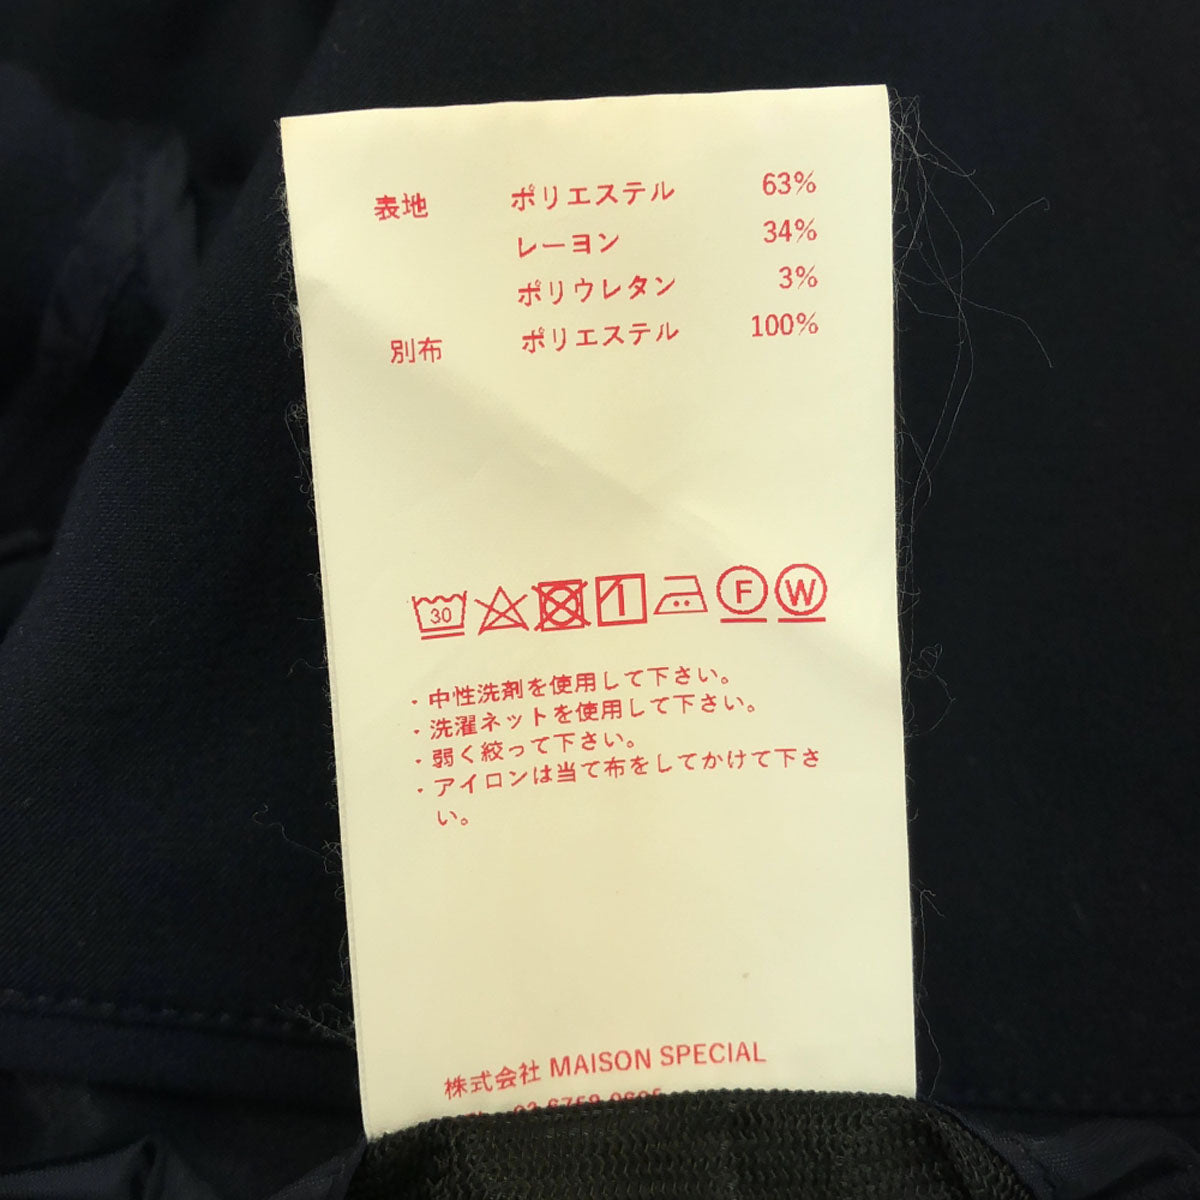 表地 ポリエステル 63%
レーヨン 34%
ポリウレタン 3%
別布 ポリエステル 100%
30 F W
・中性洗剤を使用して下さい。
・洗濯ネットを使用して下さい。
・弱く絞って下さい。
・アイロンは当て布をしてかけて下さ
い。
株式会社 MAISON SPECIAL